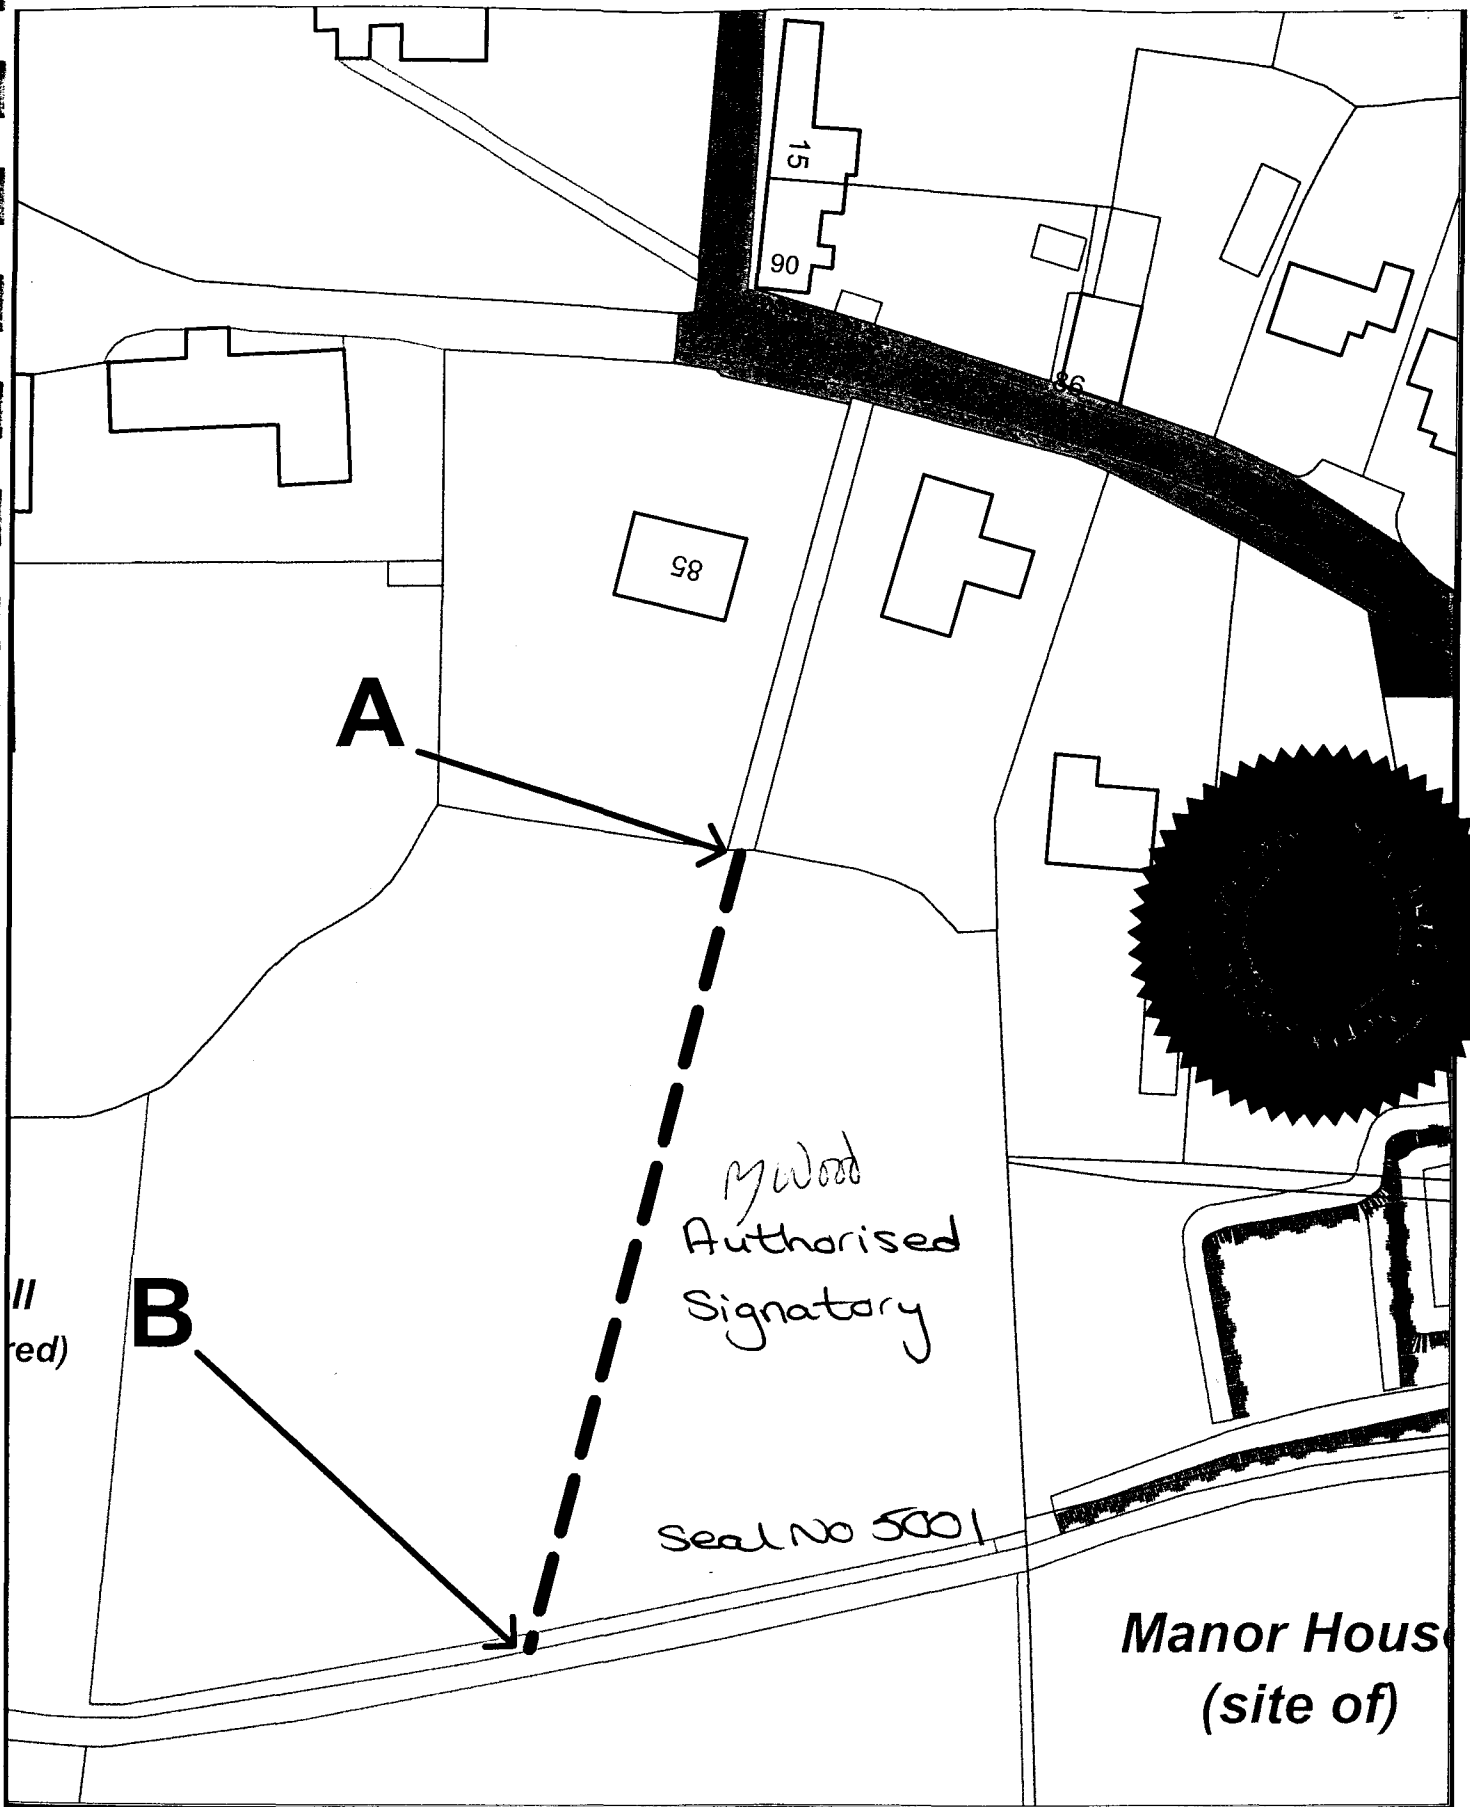 15
90
86
85
A
MWood
Authorised
Signatory
ll
red)
B
Seal No 5001
Manor Hous
(site of)